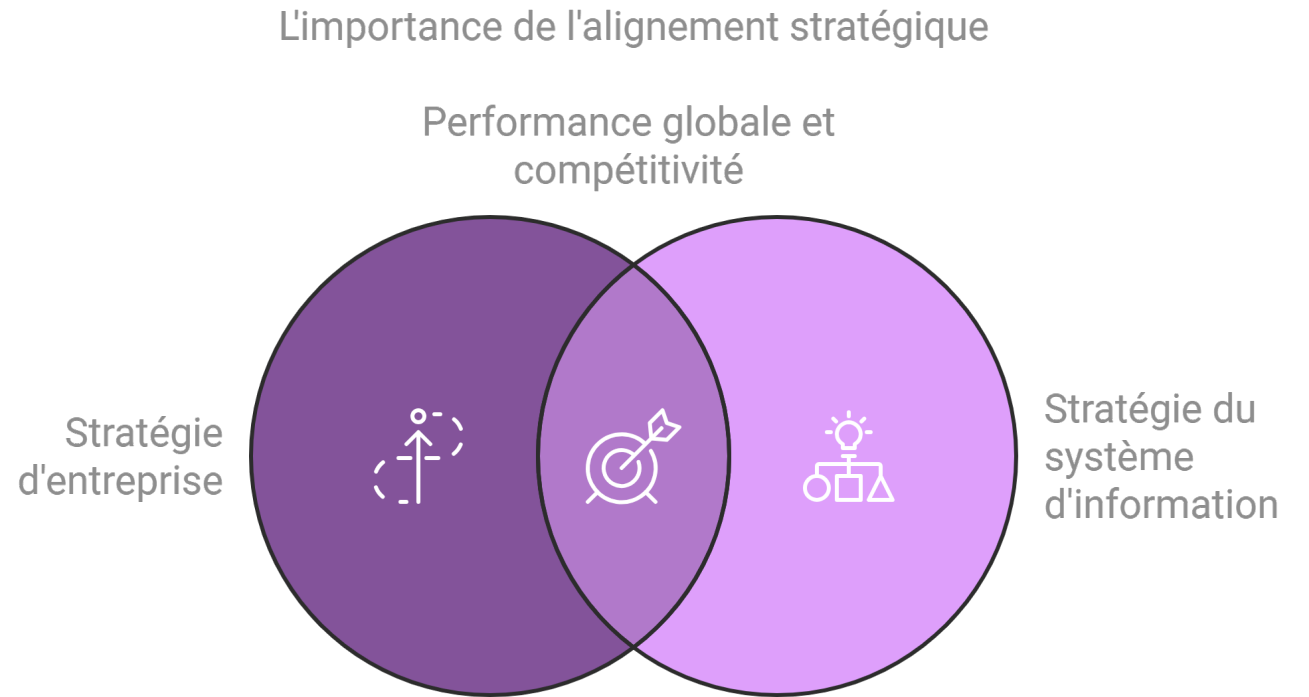 L'importance de l'alignement stratégique
Performance globale et
compétitivité
Stratégie
d'entreprise
Stratégie du
système
d'information